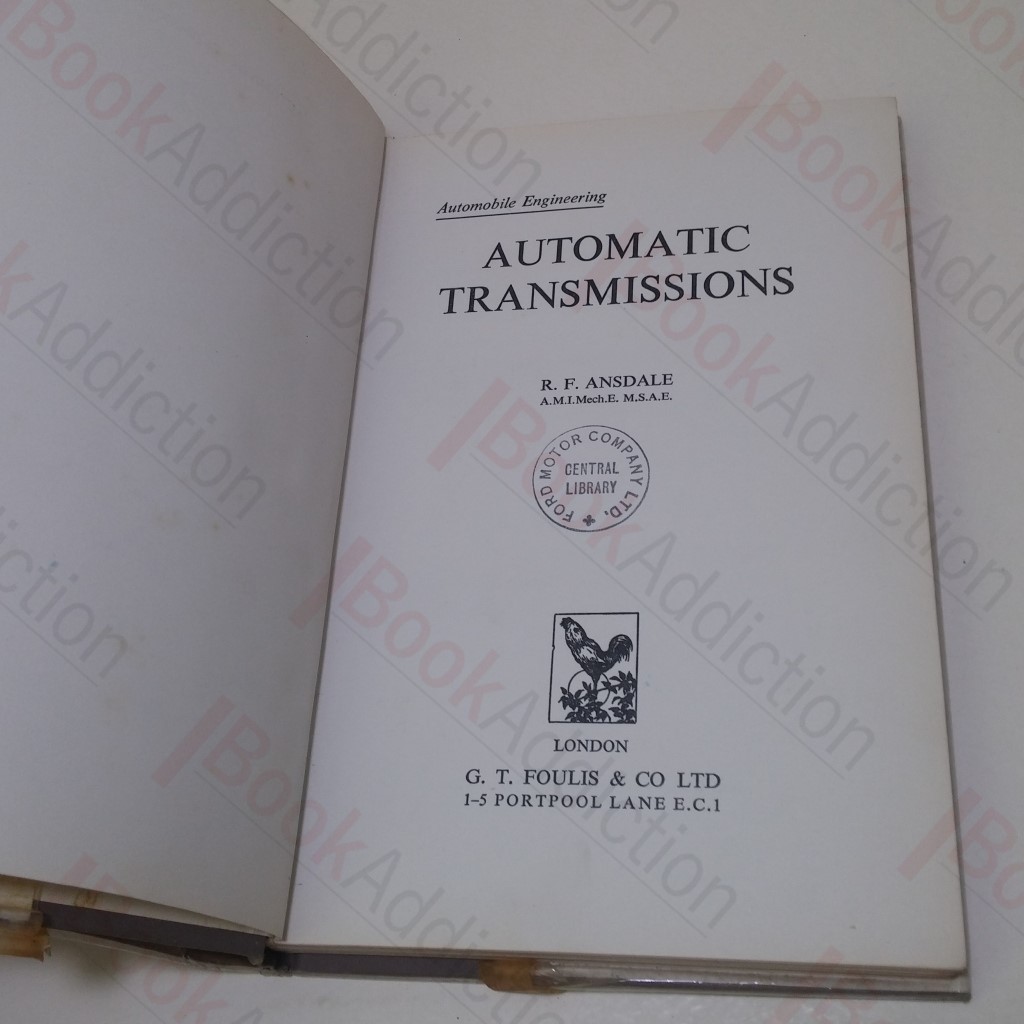 Automobile Engineering
AUTOMATIC
TRANSMISSIONS
R. F. ANSDALE
A.M.I.Mech.E. M.S.A.E.
FORD MOTOR COMPANY LTD.
CENTRAL
LIBRARY
LONDON
G. T. FOULIS & CO LTD
1–5 PORTPOOL LANE E.C.1
BookAddiction